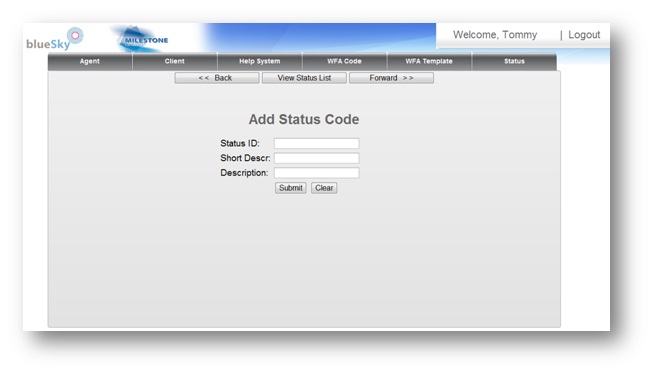 blueSky
MILESTONE
Welcome, Tommy | Logout
Agent Client Help System WFA Code WFA Template Status
<< Back View Status List Forward >>
Add Status Code
Status ID:
Short Descr:
Description:
Submit Clear